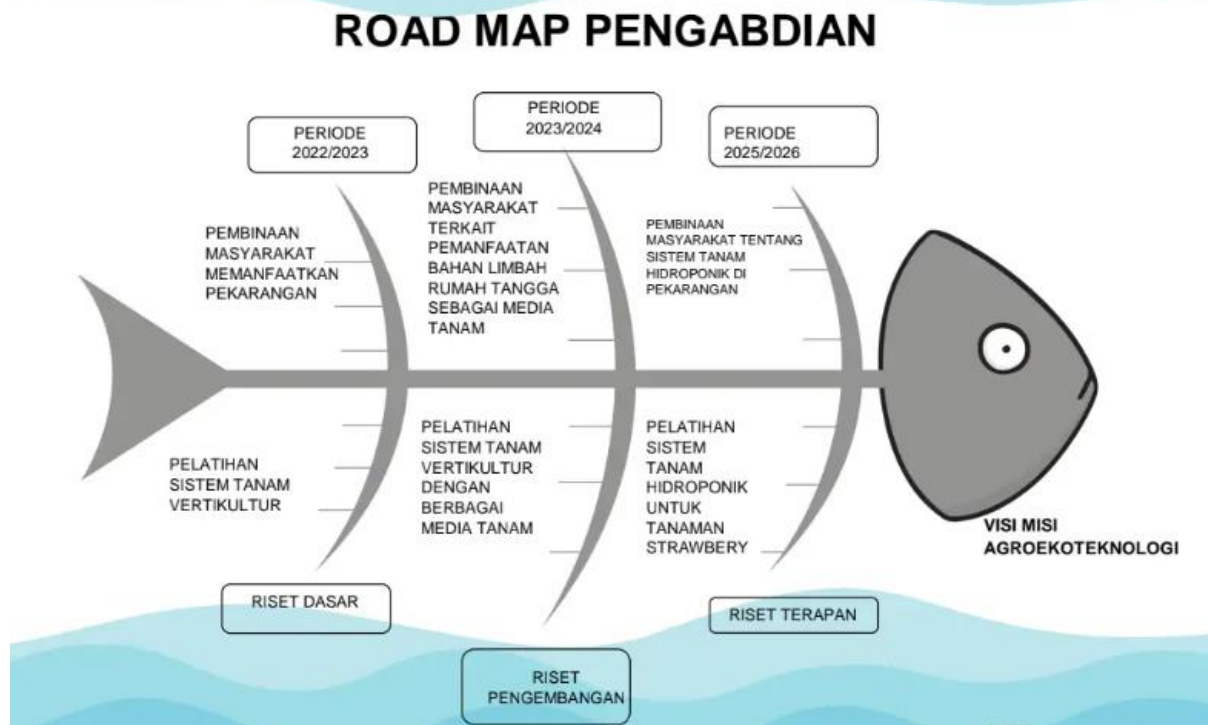 ROAD MAP PENGABDIAN
PERIODE
2022/2023
PERIODE
2023/2024
PERIODE
2025/2026
PEMBINAAN
MASYARAKAT
MEMANFAATKAN
PEKARANGAN
PEMBINAAN
MASYARAKAT
TERKAIT
PEMANFAATAN
BAHAN LIMBAH
RUMAH TANGGA
SEBAGAI MEDIA
TANAM
PEMBINAAN
MASYARAKAT TENTANG
SISTEM TANAM
HIDROPONIK DI
PEKARANGAN
PELATIHAN
SISTEM TANAM
VERTIKULTUR
PELATIHAN
SISTEM TANAM
VERTIKULTUR
DENGAN
BERBAGAI
MEDIA TANAM
PELATIHAN
SISTEM
TANAM
HIDROPONIK
UNTUK
TANAMAN
STRAWBERY
VISI MISI
AGROEKOTEKNOLOGI
RISET DASAR
RISET
PENGEMBANGAN
RISET TERAPAN